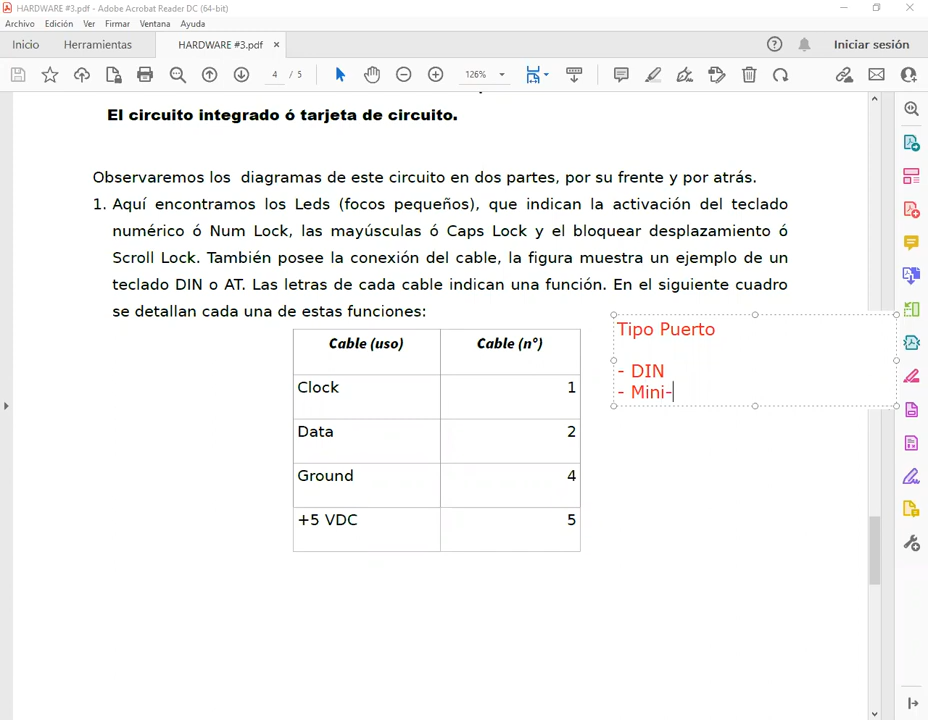 HARDWARE #3.pdf - Adobe Acrobat Reader DC (64-bit)
Archivo Edición Ver Firmar Ventana Ayuda
Inicio Herramientas HARDWARE #3.pdf × Iniciar sesión
4 / 5 126%
El circuito integrado ó tarjeta de circuito.
Observaremos los diagramas de este circuito en dos partes, por su frente y por atrás.
1. Aquí encontramos los Leds (focos pequeños), que indican la activación del teclado
numérico ó Num Lock, las mayúsculas ó Caps Lock y el bloquear desplazamiento ó
Scroll Lock. También posee la conexión del cable, la figura muestra un ejemplo de un
teclado DIN o AT. Las letras de cada cable indican una función. En el siguiente cuadro
se detallan cada una de estas funciones:
Cable (uso) Cable (n°)
Clock 1
Data 2
Ground 4
+5 VDC 5
Tipo Puerto
- DIN
- Mini-